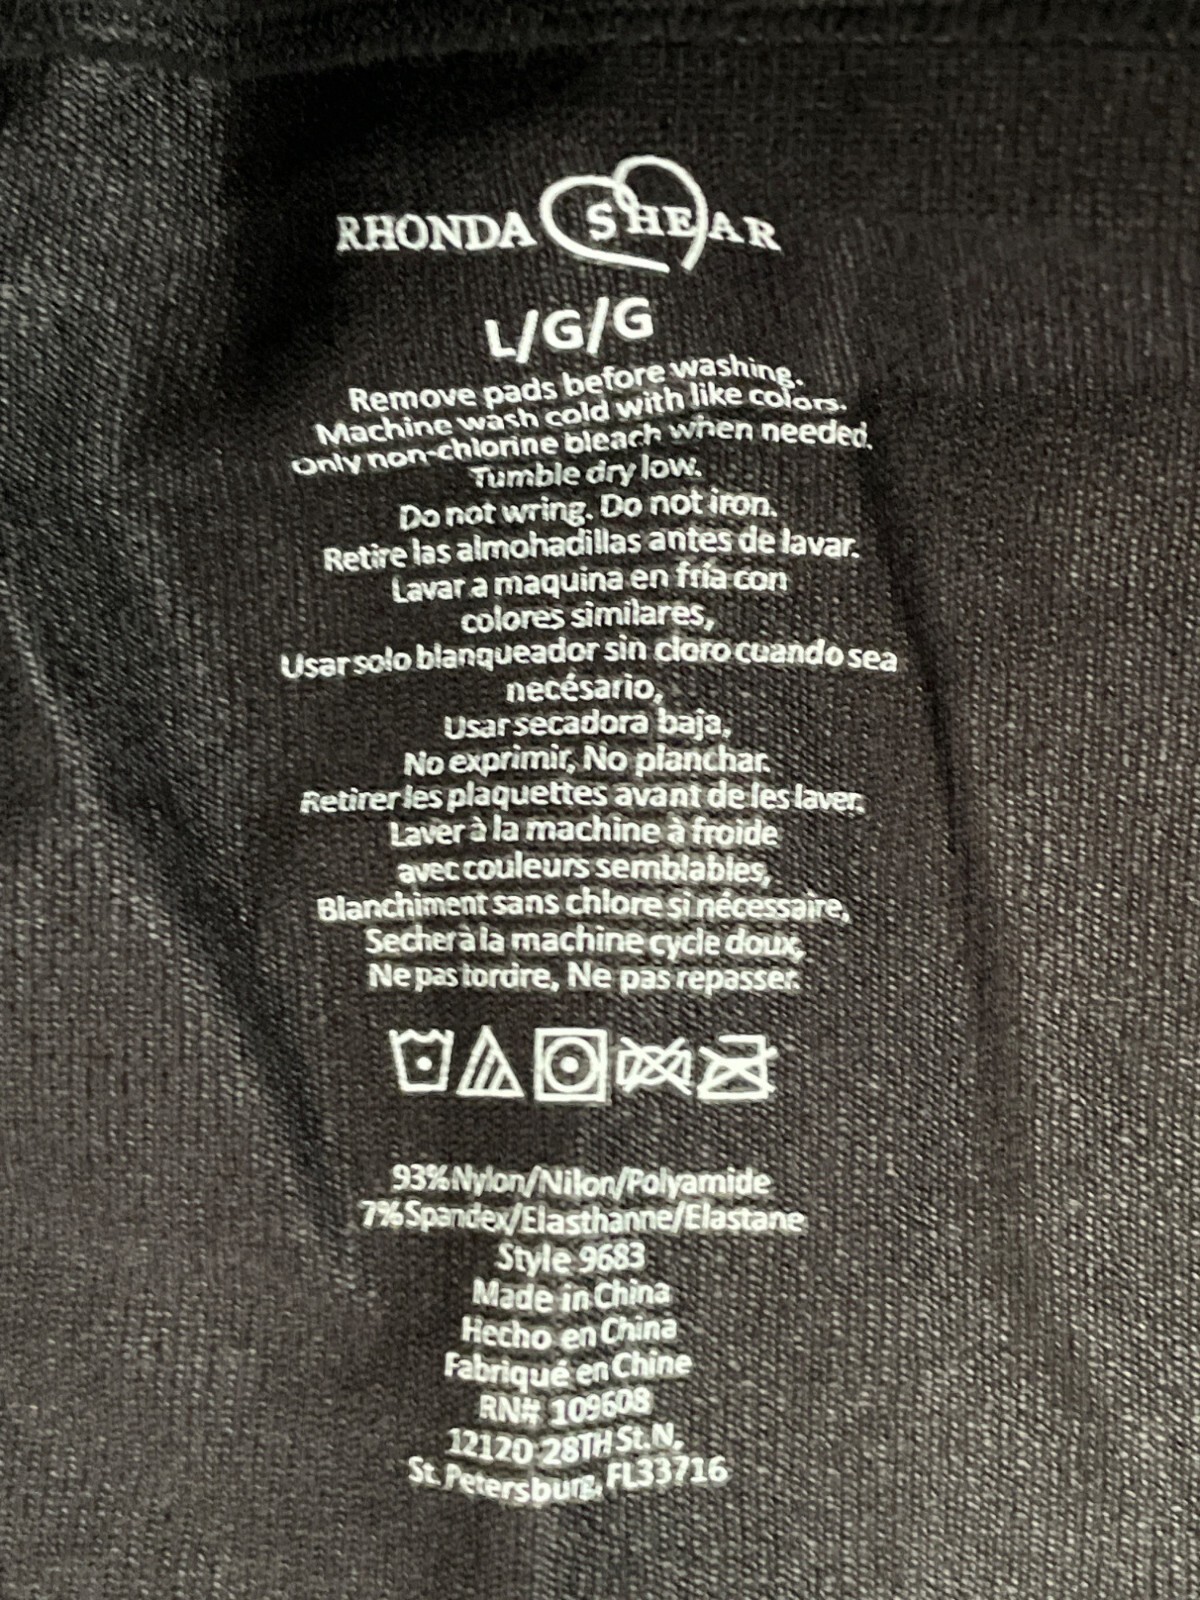 RHONDA SHEAR
L/G/G
Remove pads before washing.
Machine wash cold with like colors.
Only non-chlorine bleach when needed.
Tumble dry low.
Do not wring. Do not iron.
Retire las almohadillas antes de lavar.
Lavar a maquina en fría con
colores similares,
Usar solo blanqueador sin cloro cuando sea
necésario,
Usar secadora baja,
No exprimir, No planchar.
Retirer les plaquettes avant de les laver.
Laver à la machine à froide
avec couleurs semblables,
Blanchiment sans chlore si nécessaire,
Secher à la machine cycle doux,
Ne pas tordre, Ne pas repasser.
93% Nylon/Nilon/Polyamide
7% Spandex/Elasthanne/Elastane
Style 9683
Made in China
Hecho en China
Fabriqué en Chine
RN# 109608
12120 28TH St. N,
St. Petersburg, FL33716